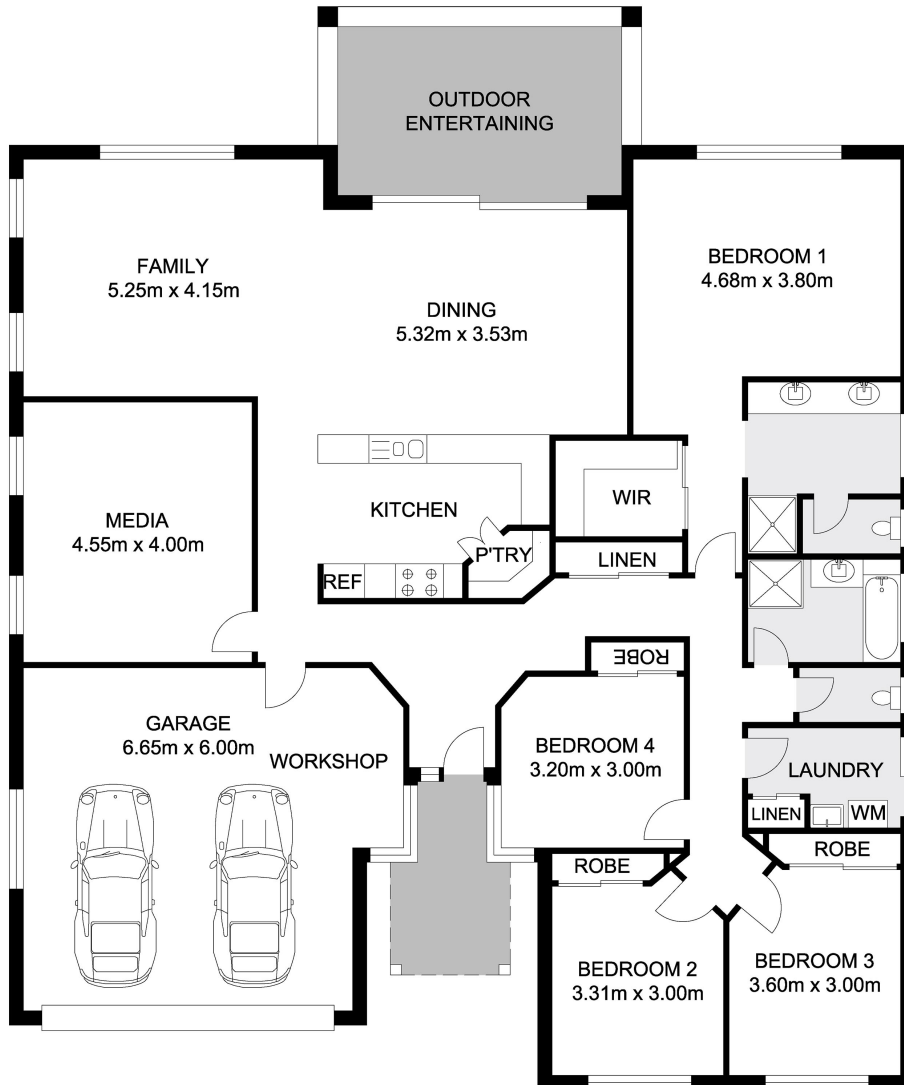 OUTDOOR
ENTERTAINING
FAMILY
5.25m x 4.15m
BEDROOM 1
4.68m x 3.80m
DINING
5.32m x 3.53m
MEDIA
4.55m x 4.00m
KITCHEN
WIR
P'TRY
LINEN
REF
ROBE
GARAGE
6.65m x 6.00m
WORKSHOP
BEDROOM 4
3.20m x 3.00m
LAUNDRY
LINEN
WM
ROBE
ROBE
BEDROOM 2
3.31m x 3.00m
BEDROOM 3
3.60m x 3.00m